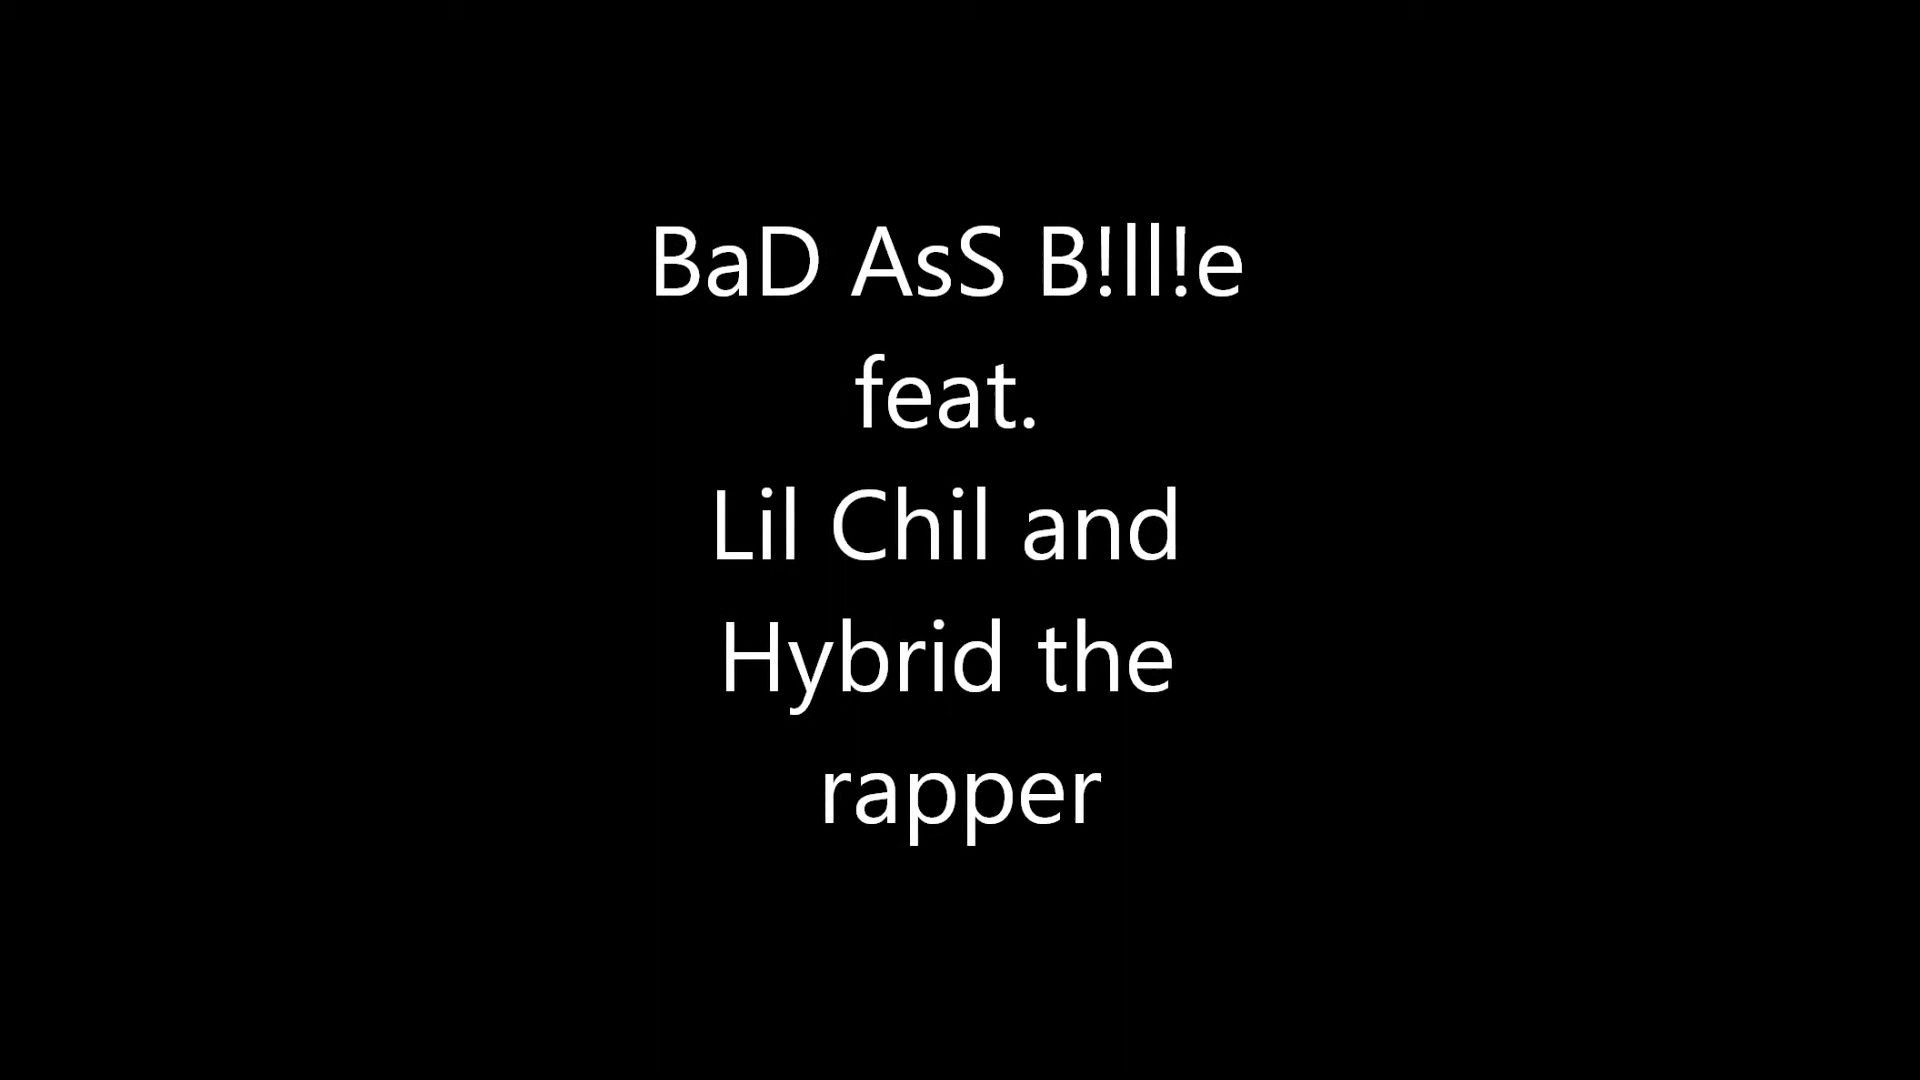 BaD AsS B!ll!e
feat.
Lil Chil and
Hybrid the
rapper